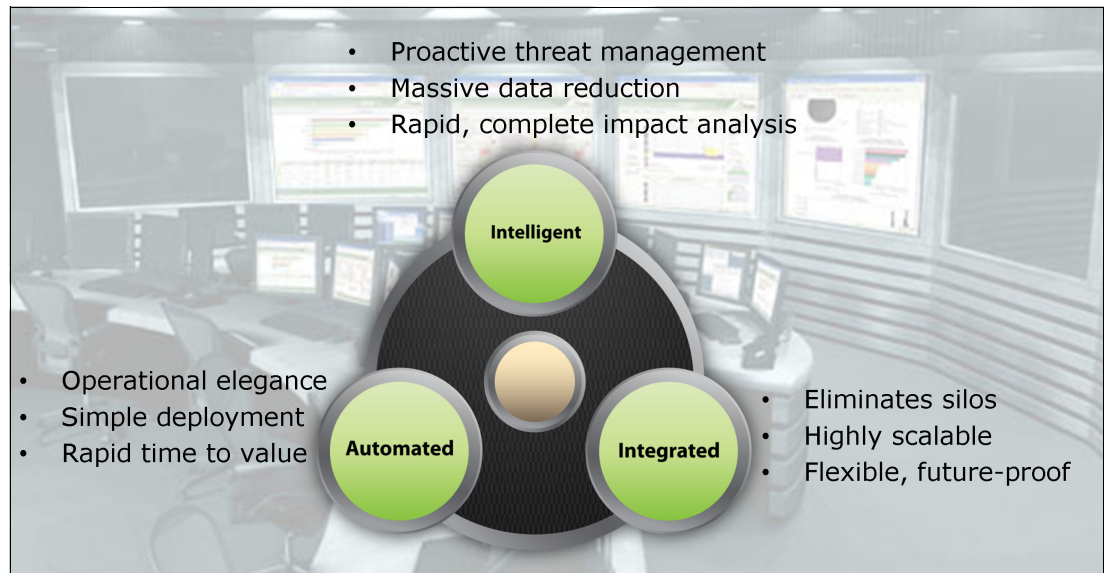 • Proactive threat management
• Massive data reduction
• Rapid, complete impact analysis
Intelligent
• Operational elegance
• Simple deployment
• Rapid time to value
Automated
Integrated
• Eliminates silos
• Highly scalable
• Flexible, future-proof